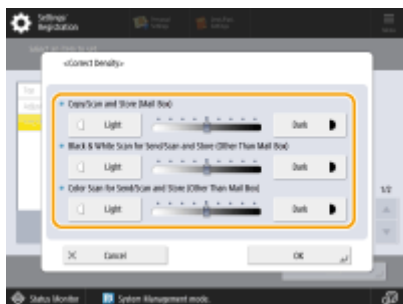 Settings/
Registration
<Correct Density>
Copy/Scan and Store (Mail Box)
Light
Dark
Black & White Scan for Send/Scan and Store (Other Than Mail Box)
Light
Dark
Color Scan for Send/Scan and Store (Other Than Mail Box)
Light
Dark
1/2
Cancel
OK
Status Monitor
System Management mode.